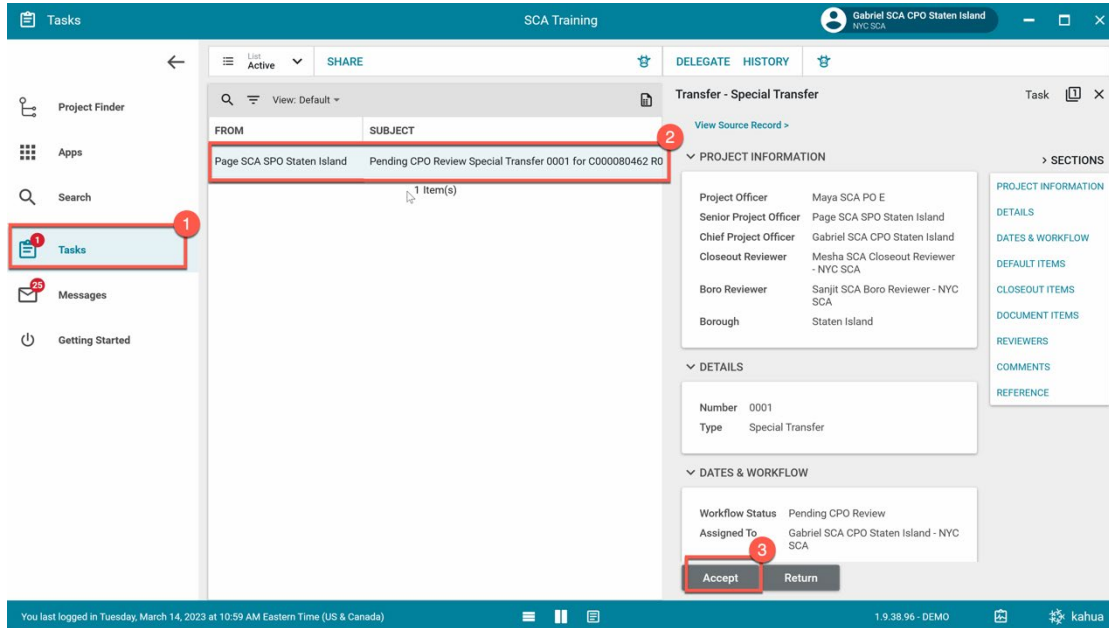 Tasks
SCA Training
Gabriel SCA CPO Staten Island
NYC SCA
List
Active
SHARE
DELEGATE HISTORY
Project Finder
Apps
Search
1
1
Tasks
25
Messages
Getting Started
View: Default
FROM SUBJECT
2
Page SCA SPO Staten Island Pending CPO Review Special Transfer 0001 for C000080462 R0
1 Item(s)
Transfer - Special Transfer
Task 1
View Source Record >
PROJECT INFORMATION
Project Officer Maya SCA PO E
Senior Project Officer Page SCA SPO Staten Island
Chief Project Officer Gabriel SCA CPO Staten Island
Closeout Reviewer Mesha SCA Closeout Reviewer
- NYC SCA
Boro Reviewer Sanjit SCA Boro Reviewer - NYC
SCA
Borough Staten Island
DETAILS
Number 0001
Type Special Transfer
DATES & WORKFLOW
Workflow Status Pending CPO Review
Assigned To Gabriel SCA CPO Staten Island - NYC
SCA
3
Accept Return
> SECTIONS
PROJECT INFORMATION
DETAILS
DATES & WORKFLOW
DEFAULT ITEMS
CLOSEOUT ITEMS
DOCUMENT ITEMS
REVIEWERS
COMMENTS
REFERENCE
You last logged in Tuesday, March 14, 2023 at 10:59 AM Eastern Time (US & Canada)
1.9.38.96 - DEMO
kahua